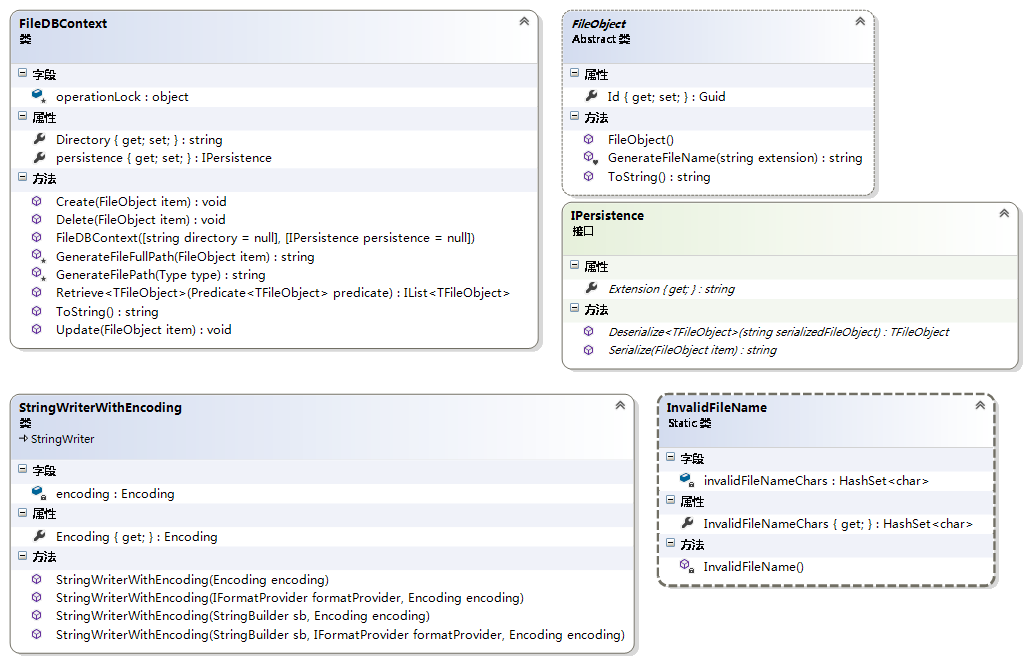 FileDBContext
类
字段
operationLock : object
属性
Directory { get; set; } : string
persistence { get; set; } : IPersistence
方法
Create(FileObject item) : void
Delete(FileObject item) : void
FileDBContext([string directory = null], [IPersistence persistence = null])
GenerateFileFullPath(FileObject item) : string
GenerateFilePath(Type type) : string
Retrieve<TFileObject>(Predicate<TFileObject> predicate) : IList<TFileObject>
ToString() : string
Update(FileObject item) : void
FileObject
Abstract 类
属性
Id { get; set; } : Guid
方法
FileObject()
GenerateFileName(string extension) : string
ToString() : string
IPersistence
接口
属性
Extension { get; } : string
方法
Deserialize<TFileObject>(string serializedFileObject) : TFileObject
Serialize(FileObject item) : string
StringWriterWithEncoding
类
StringWriter
字段
encoding : Encoding
属性
Encoding { get; } : Encoding
方法
StringWriterWithEncoding(Encoding encoding)
StringWriterWithEncoding(IFormatProvider formatProvider, Encoding encoding)
StringWriterWithEncoding(StringBuilder sb, Encoding encoding)
StringWriterWithEncoding(StringBuilder sb, IFormatProvider formatProvider, Encoding encoding)
InvalidFileName
Static 类
字段
invalidFileNameChars : HashSet<char>
属性
InvalidFileNameChars { get; } : HashSet<char>
方法
InvalidFileName()